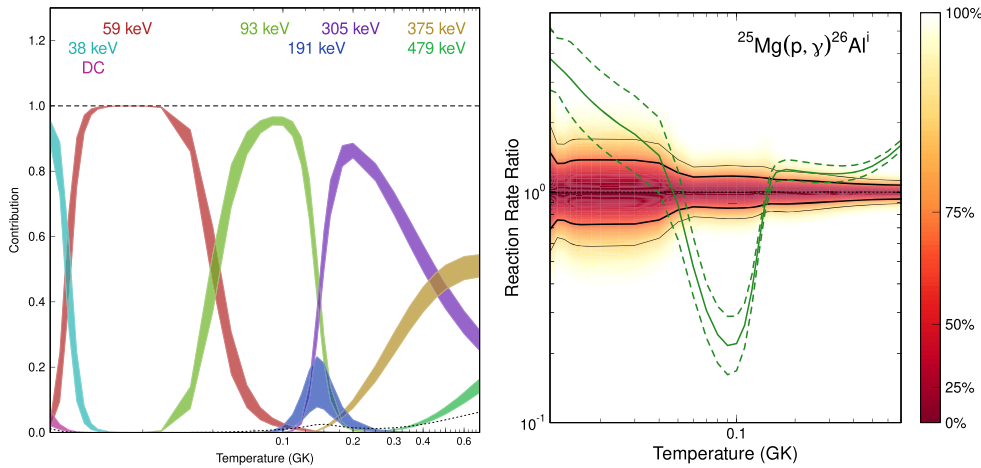 59 keV 93 keV 305 keV 375 keV
38 keV 191 keV 479 keV
DC
1.2
1.0
0.8
0.6
0.4
0.2
0.0
Contribution
0.1 0.2 0.3 0.4 0.6
Temperature (GK)
²⁵Mg(p, γ)²⁶Alⁱ
Reaction Rate Ratio
10⁰
10⁻¹
0.1
Temperature (GK)
100%
75%
50%
25%
0%